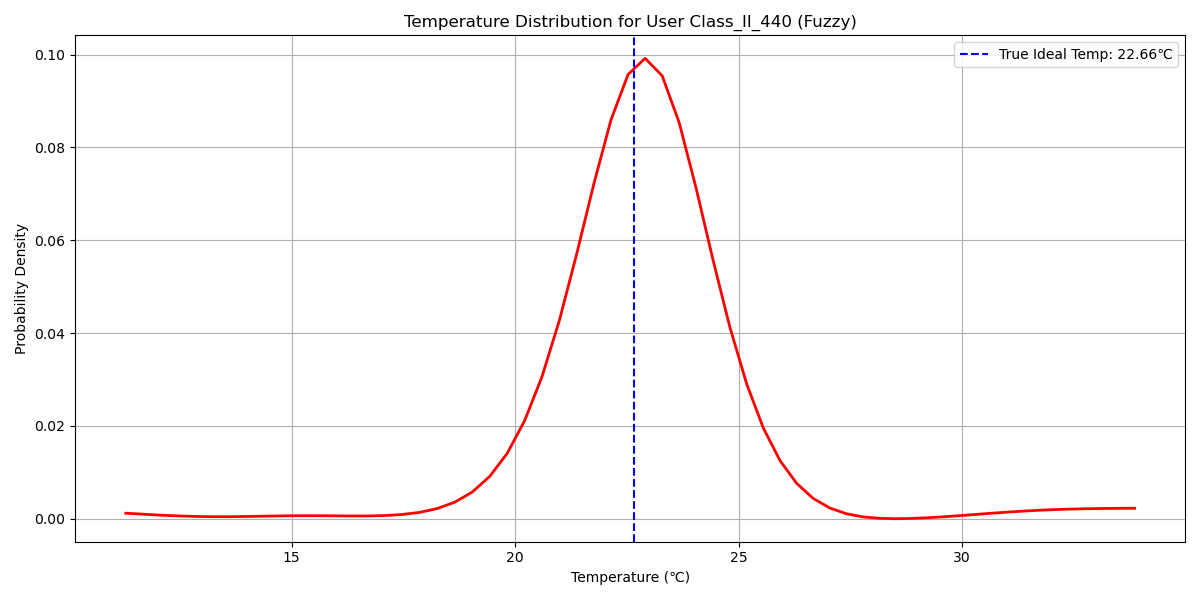 Temperature Distribution for User Class_II_440 (Fuzzy)
True Ideal Temp: 22.66℃
Probability Density
0.10
0.08
0.06
0.04
0.02
0.00
15
20
25
30
Temperature (℃)